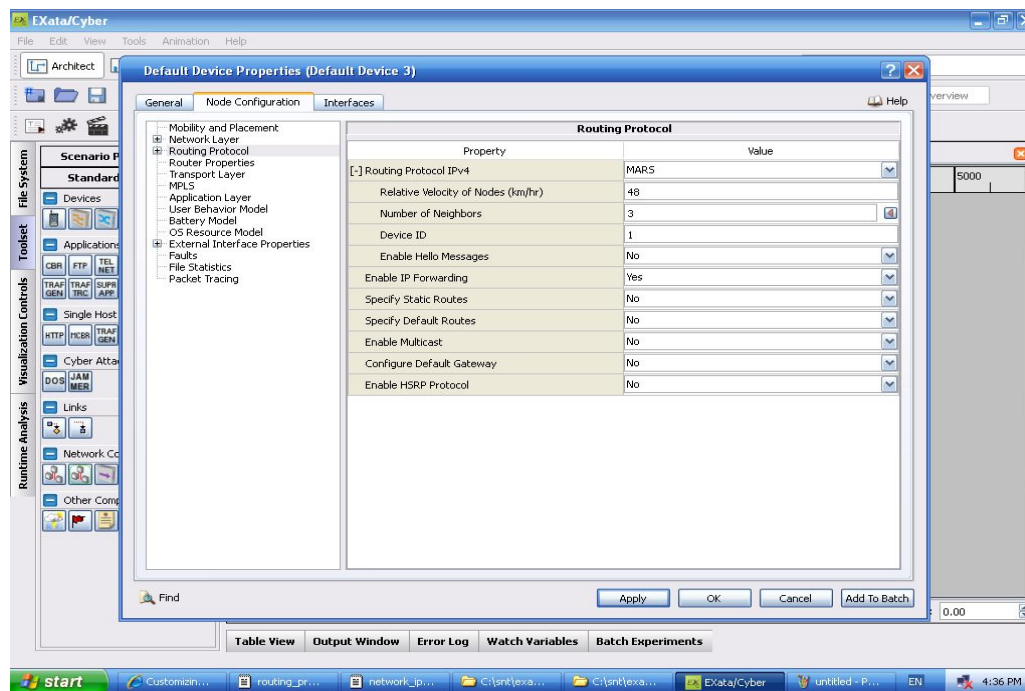 EXata/Cyber
File Edit View Tools Animation Help
Architect
Default Device Properties (Default Device 3)
General Node Configuration Interfaces Help
erview
File System
Toolset
Visualization Controls
Runtime Analysis
Scenario P
Standard
Devices
Applications
CBR FTP TEL NET
TRAF GEN TRAF TRC SUPR APP
Single Host
HTTP MCBR TRAF GEN
Cyber Atta
DOS JAM MER
Links
Network Co
Other Comp
Mobility and Placement
Network Layer
Routing Protocol
Router Properties
Transport Layer
MPLS
Application Layer
User Behavior Model
Battery Model
OS Resource Model
External Interface Properties
Faults
File Statistics
Packet Tracing
Routing Protocol
Property Value
[-] Routing Protocol IPv4 MARS
Relative Velocity of Nodes (km/hr) 48
Number of Neighbors 3
Device ID 1
Enable Hello Messages No
Enable IP Forwarding Yes
Specify Static Routes No
Specify Default Routes No
Enable Multicast No
Configure Default Gateway No
Enable HSRP Protocol No
5000
Find
Apply OK Cancel Add To Batch
: 0.00
Table View Output Window Error Log Watch Variables Batch Experiments
start Customizin... routing_pr... network_ip... C:\snt\exa... C:\snt\exa... EXata/Cyber untitled - P... EN 4:36 PM